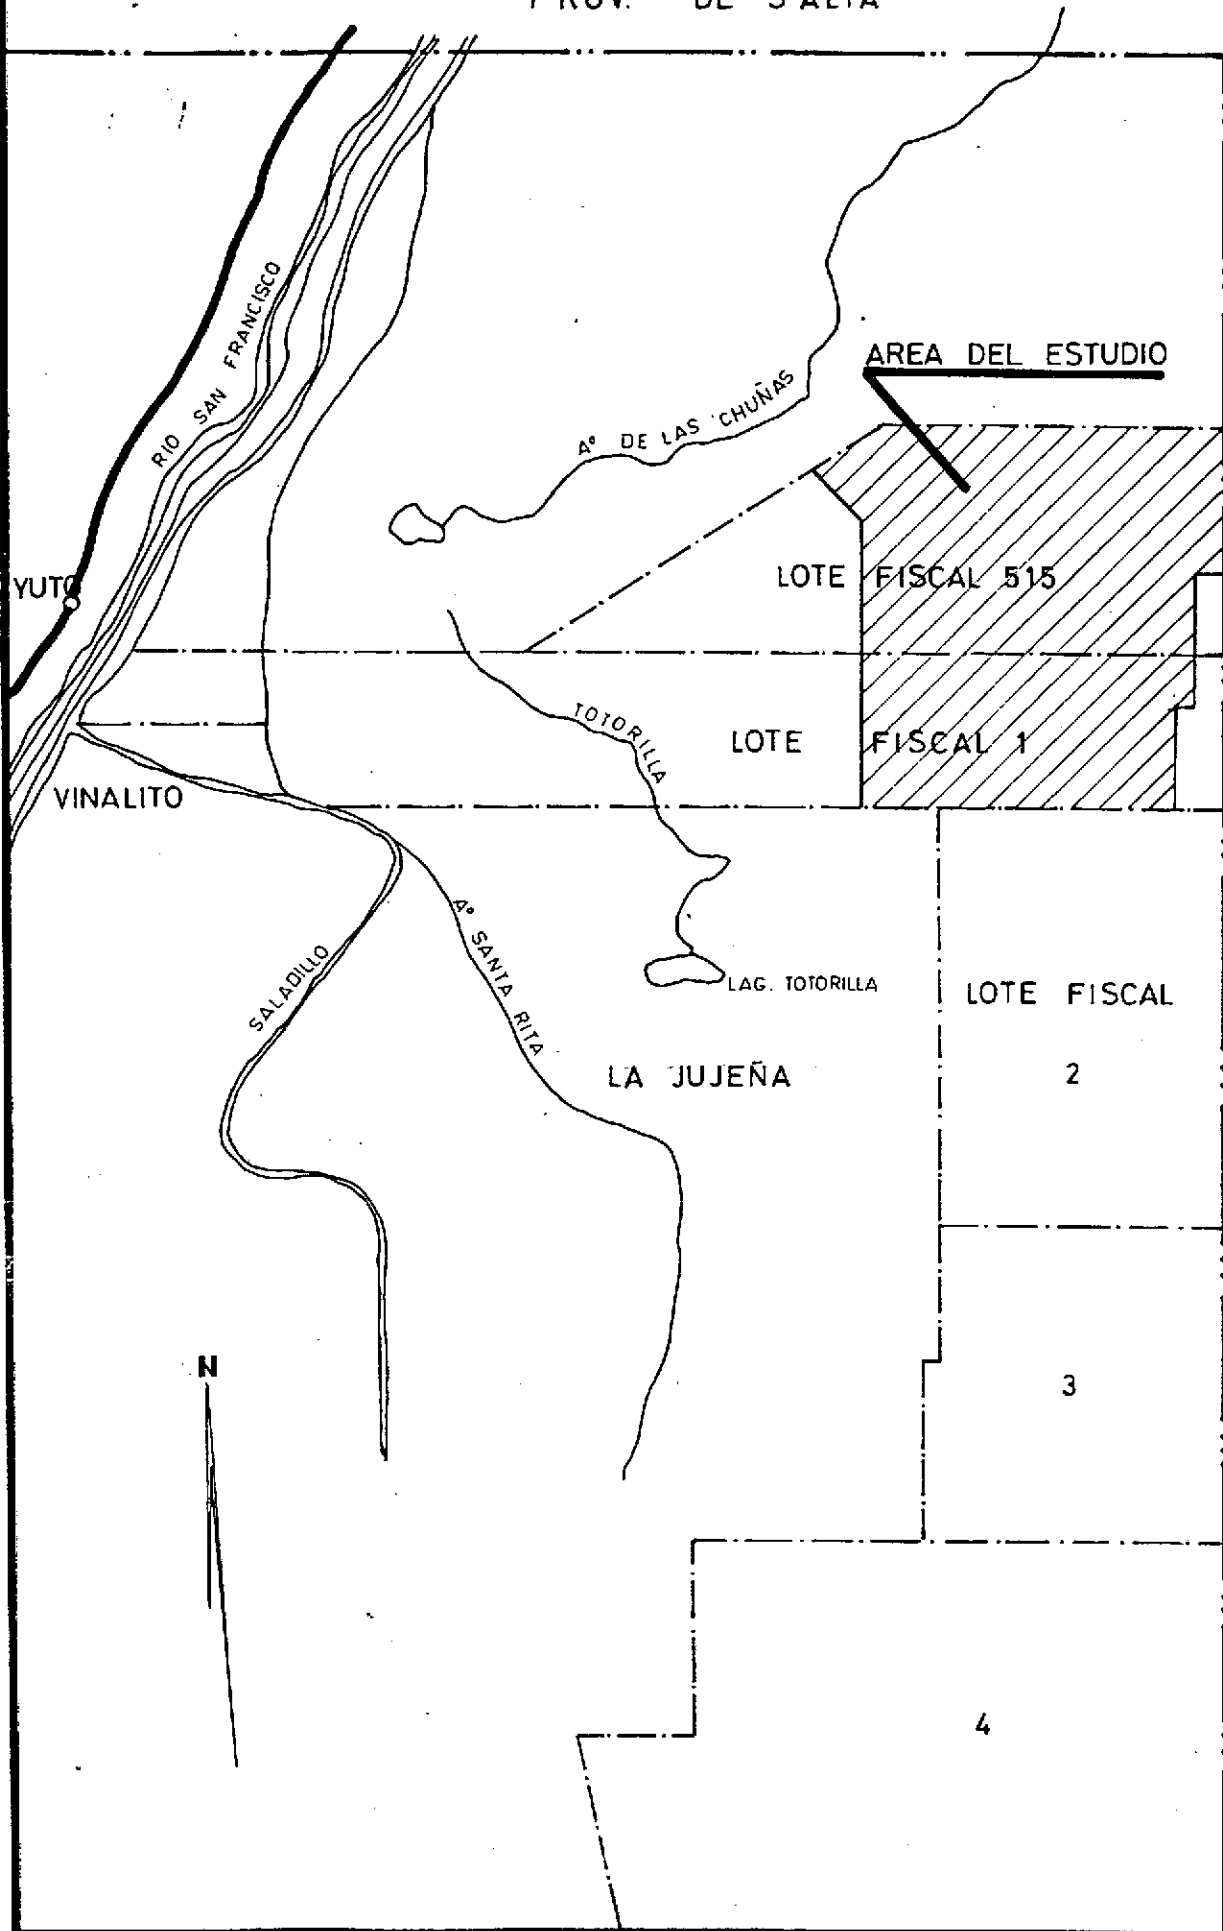 PROV. DE SALTA
RIO SAN FRANCISCO
AREA DEL ESTUDIO
Aº DE LAS CHUÑAS
YUTO
LOTE FISCAL 515
TOTORILLA
LOTE FISCAL 1
VINALITO
Aº SANTA RITA
SALADILLO
LAG. TOTORILLA
LOTE FISCAL
2
LA JUJEÑA
N
3
4